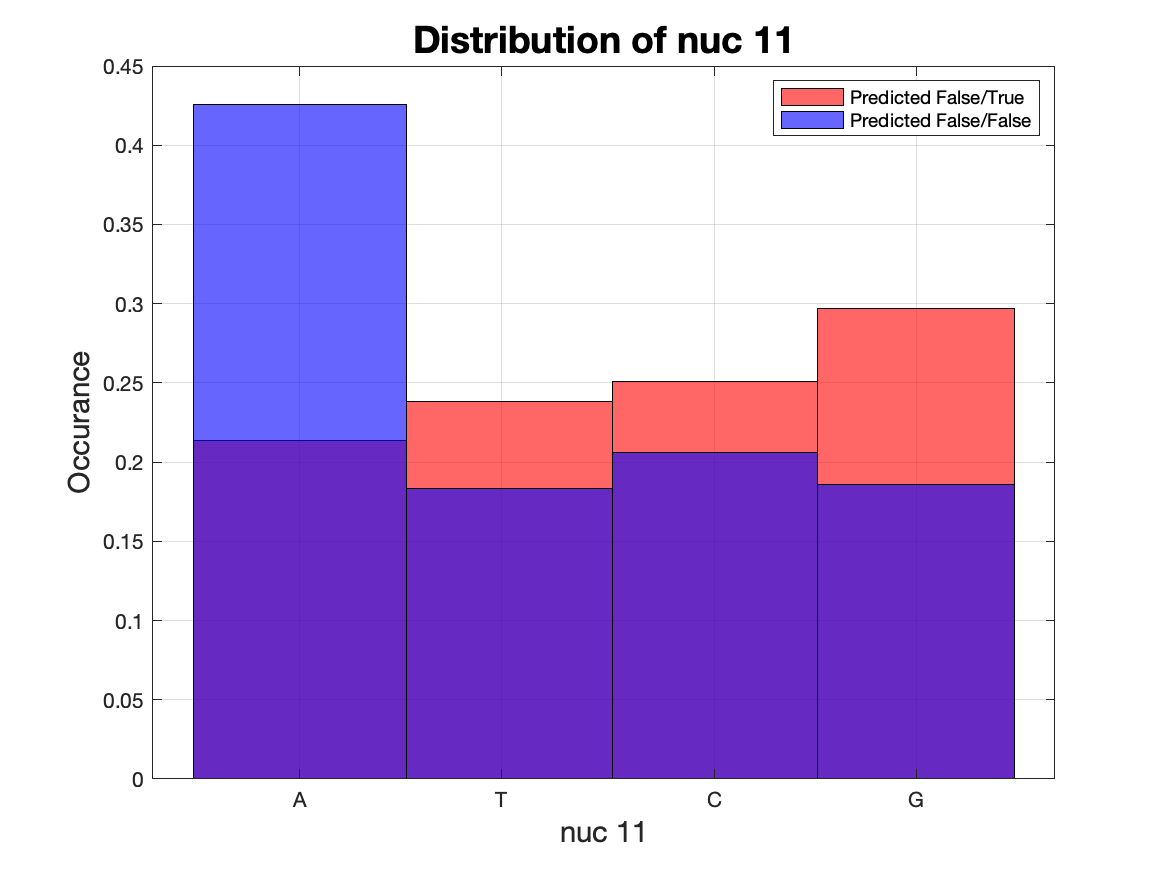 Distribution of nuc 11
Predicted False/True
Predicted False/False
Occurance
0.45
0.4
0.35
0.3
0.25
0.2
0.15
0.1
0.05
0
A T C G
nuc 11